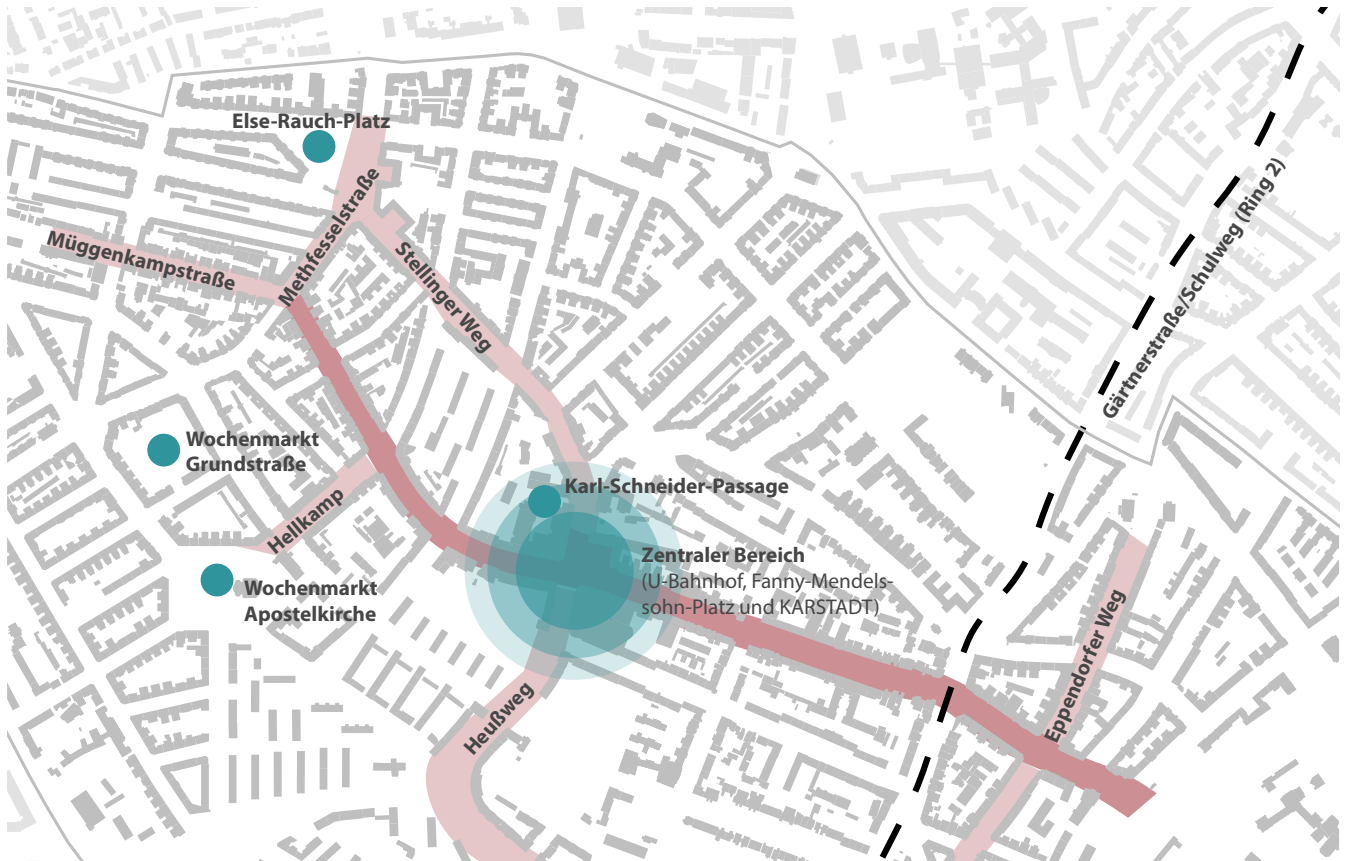 Else-Rauch-Platz
Methfesselstraße
Müggenkampstraße
Stellinger Weg
Gärtnerstraße/Schulweg (Ring 2)
Wochenmarkt
Grundstraße
Hellkamp
Karl-Schneider-Passage
Wochenmarkt
Apostelkirche
Zentraler Bereich
(U-Bahnhof, Fanny-Mendels-
sohn-Platz und KARSTADT)
Eppendorfer Weg
Heußweg